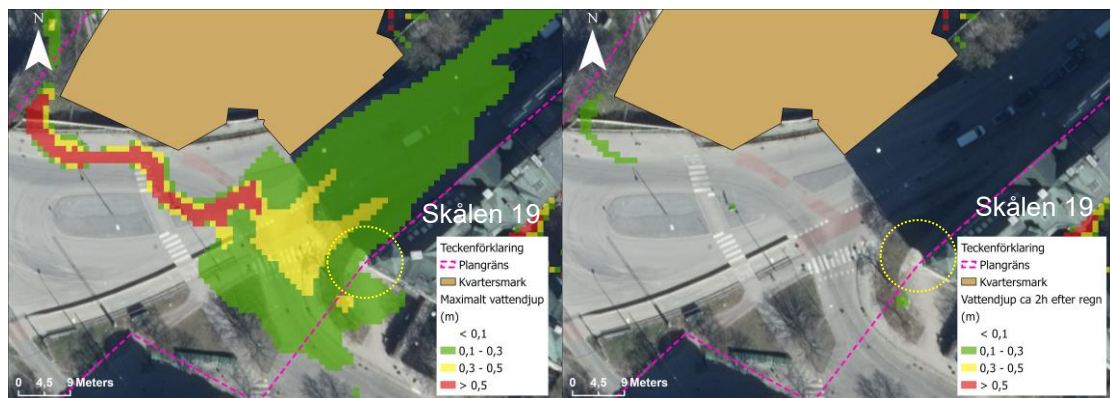 N
Skålen 19
Teckenförklaring
Plangräns
Kvartersmark
Maximalt vattendjup
(m)
< 0,1
0,1 - 0,3
0,3 - 0,5
> 0,5
0 4,5 9 Meters
N
Skålen 19
Teckenförklaring
Plangräns
Kvartersmark
Vattendjup ca 2h efter regn
(m)
< 0,1
0,1 - 0,3
0,3 - 0,5
> 0,5
0 4,5 9 Meters